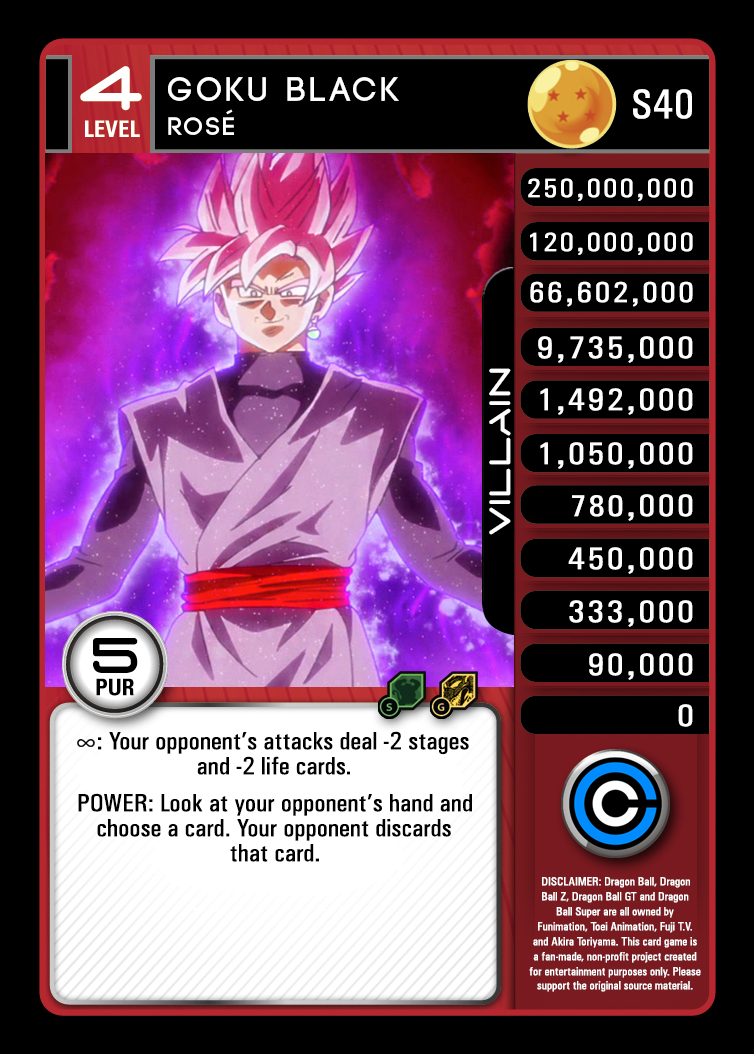 4
LEVEL
GOKU BLACK
ROSÉ
S40
250,000,000
120,000,000
66,602,000
9,735,000
1,492,000
1,050,000
780,000
450,000
333,000
90,000
0
VILLAIN
5
PUR
S
G
∞: Your opponent's attacks deal -2 stages
and -2 life cards.
POWER: Look at your opponent's hand and
choose a card. Your opponent discards
that card.
C
DISCLAIMER: Dragon Ball, Dragon
Ball Z, Dragon Ball GT and Dragon
Ball Super are all owned by
Funimation, Toei Animation, Fuji T.V.
and Akira Toriyama. This card game is
a fan-made, non-profit project created
for entertainment purposes only. Please
support the original source material.